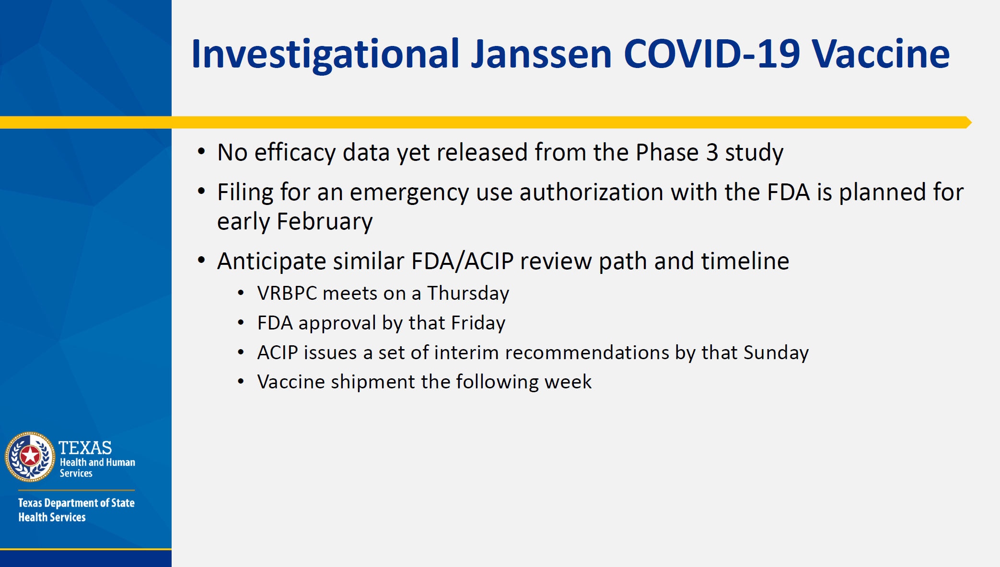 Investigational Janssen COVID-19 Vaccine
• No efficacy data yet released from the Phase 3 study
• Filing for an emergency use authorization with the FDA is planned for
early February
• Anticipate similar FDA/ACIP review path and timeline
• VRBPC meets on a Thursday
• FDA approval by that Friday
• ACIP issues a set of interim recommendations by that Sunday
• Vaccine shipment the following week
TEXAS
Health and Human
Services
Texas Department of State
Health Services